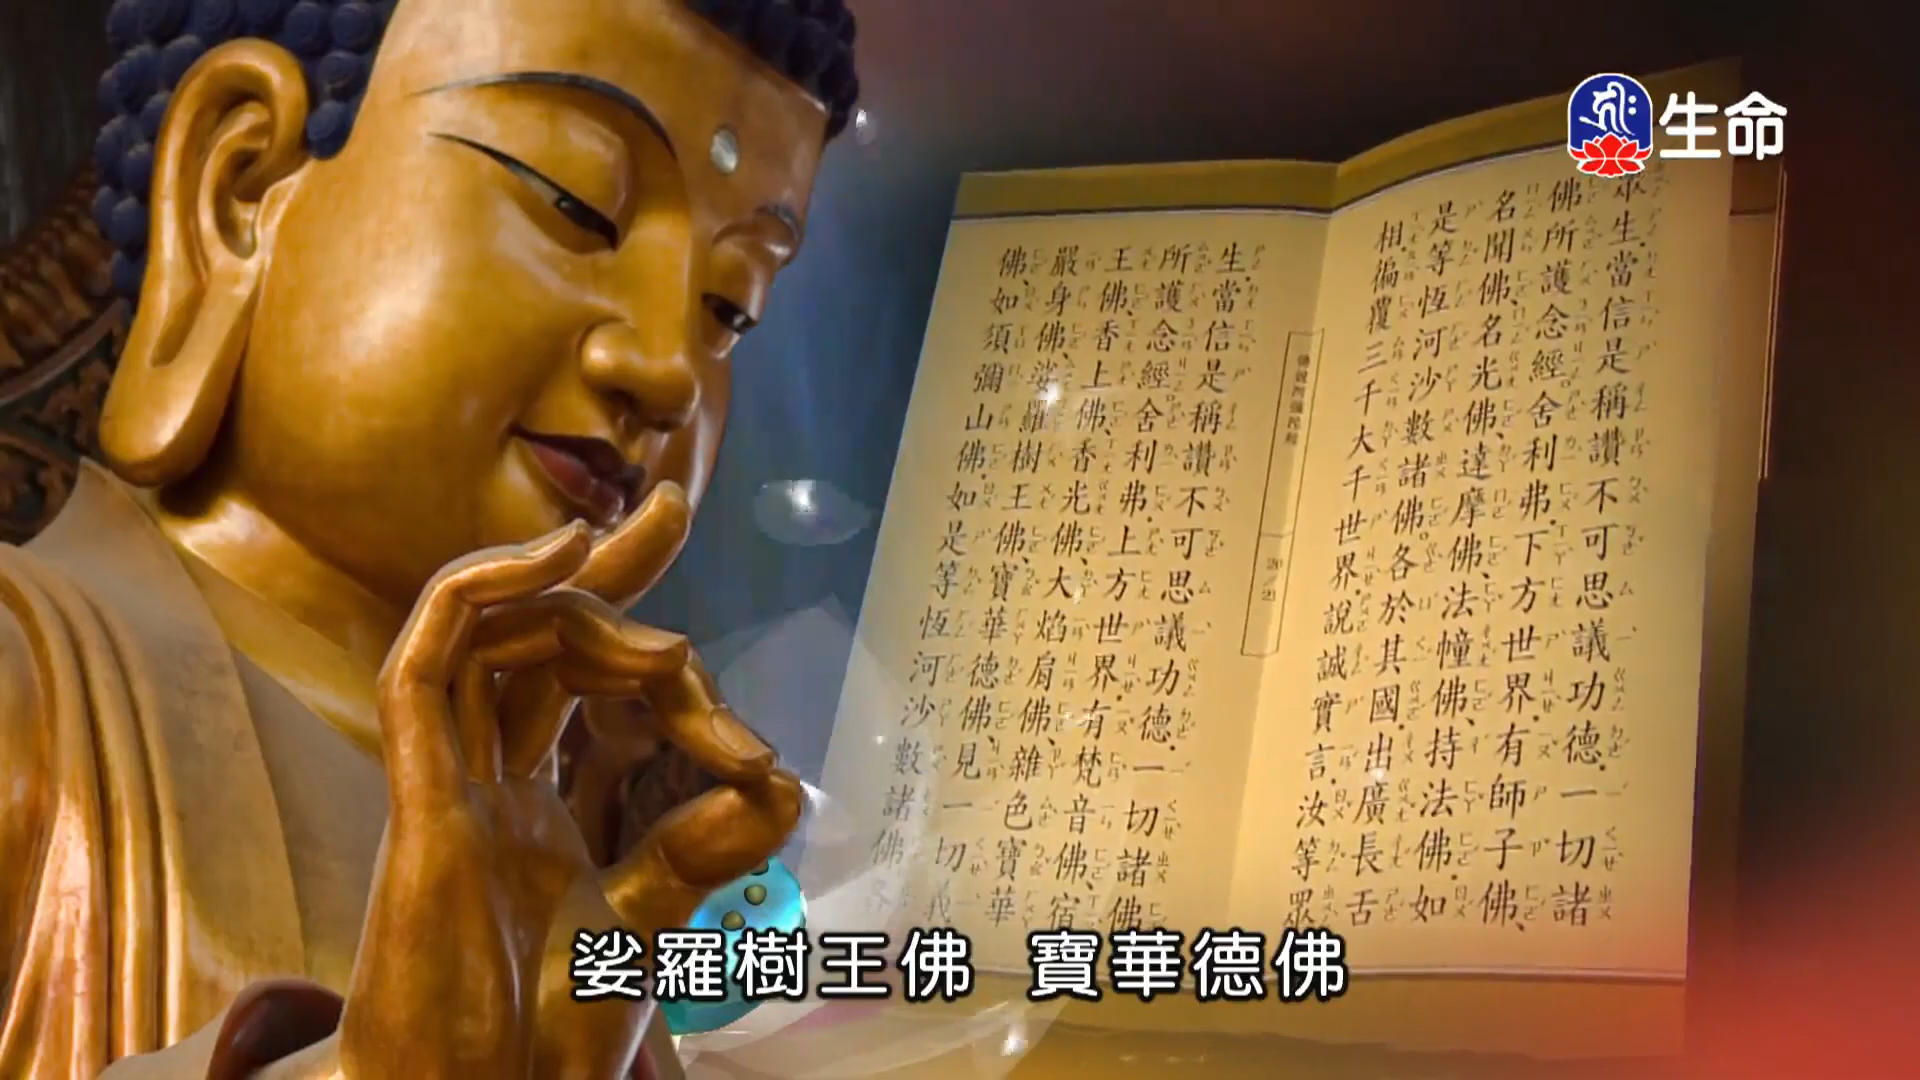 生命
眾生.當信是稱讚不可思議功德.一切諸
佛所護念經。舍利弗.下方世界.有師子佛、
名聞佛、名光佛、達摩佛、法幢佛、持法佛.如
是等恆河沙數諸佛。各於其國.出廣長舌
相.徧覆三千大千世界.說誠實言.汝等眾
佛說阿彌陀經
生.當信是稱讚不可思議功德.一切諸佛
所護念經。舍利弗.上方世界.有梵音佛、宿
王佛、香上佛、香光佛、大焰肩佛、雜色寶華
嚴身佛、娑羅樹王佛、寶華德佛、見一切義
佛、如須彌山佛.如是等恆河沙數諸佛各
娑羅樹王佛 寶華德佛